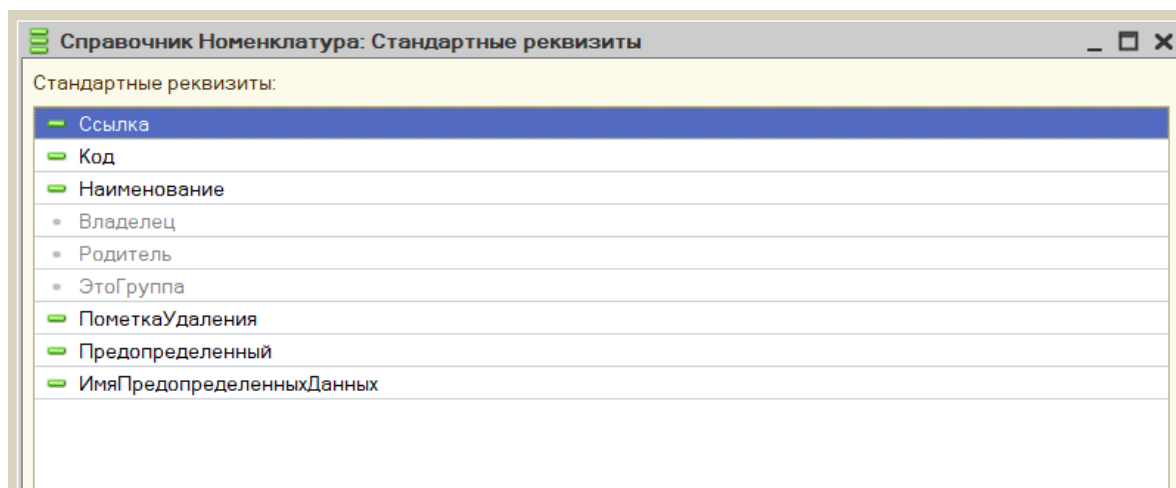 Справочник Номенклатура: Стандартные реквизиты
Стандартные реквизиты:
Ссылка
Код
Наименование
Владелец
Родитель
ЭтоГруппа
ПометкаУдаления
Предопределенный
ИмяПредопределенныхДанных